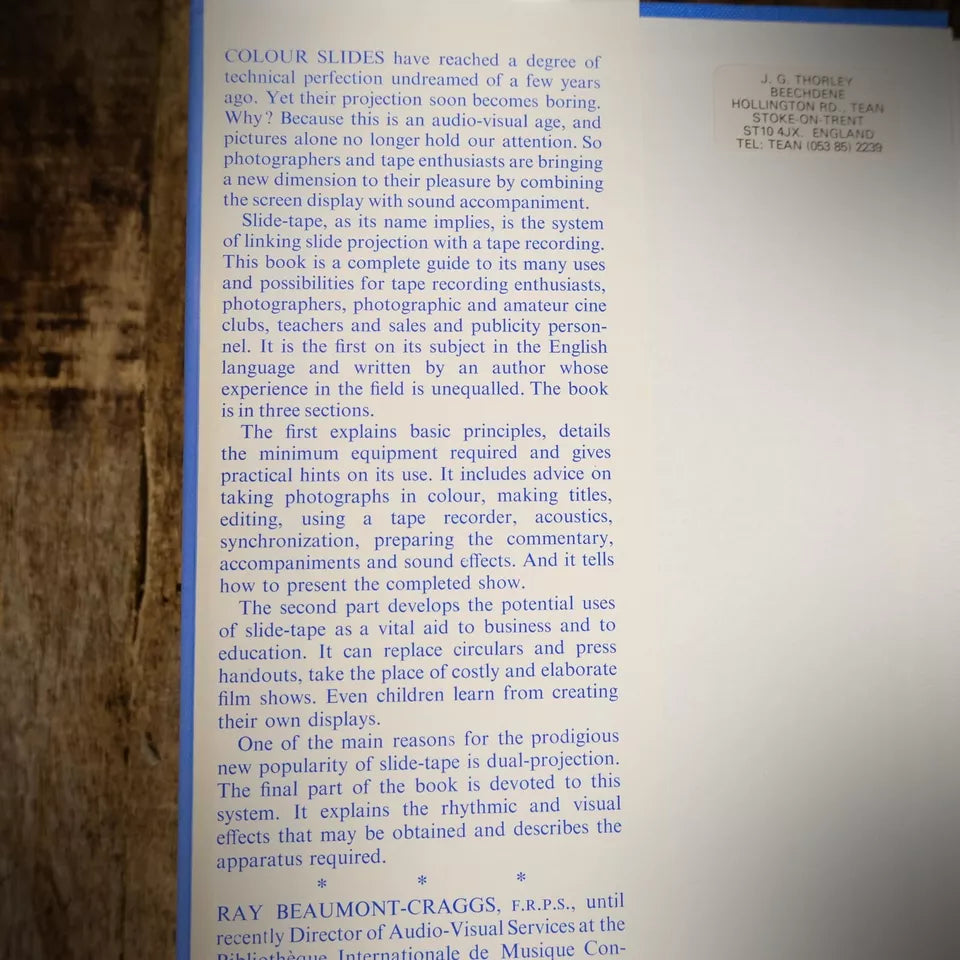 COLOUR SLIDES have reached a degree of
technical perfection undreamed of a few years
ago. Yet their projection soon becomes boring.
Why? Because this is an audio-visual age, and
pictures alone no longer hold our attention. So
photographers and tape enthusiasts are bringing
a new dimension to their pleasure by combining
the screen display with sound accompaniment.
Slide-tape, as its name implies, is the system
of linking slide projection with a tape recording.
This book is a complete guide to its many uses
and possibilities for tape recording enthusiasts,
photographers, photographic and amateur cine
clubs, teachers and sales and publicity person-
nel. It is the first on its subject in the English
language and written by an author whose
experience in the field is unequalled. The book
is in three sections.
The first explains basic principles, details
the minimum equipment required and gives
practical hints on its use. It includes advice on
taking photographs in colour, making titles,
editing, using a tape recorder, acoustics,
synchronization, preparing the commentary,
accompaniments and sound effects. And it tells
how to present the completed show.
The second part develops the potential uses
of slide-tape as a vital aid to business and to
education. It can replace circulars and press
handouts, take the place of costly and elaborate
film shows. Even children learn from creating
their own displays.
One of the main reasons for the prodigious
new popularity of slide-tape is dual-projection.
The final part of the book is devoted to this
system. It explains the rhythmic and visual
effects that may be obtained and describes the
apparatus required.
* * *
RAY BEAUMONT-CRAGGS, F.R.P.S., until
recently Director of Audio-Visual Services at the
Bibliothèque Internationale de Musique Con-
J. G. THORLEY
BEECHDENE
HOLLINGTON RD., TEAN
STOKE-ON-TRENT
ST10 4JX. ENGLAND
TEL: TEAN (053 85) 2239